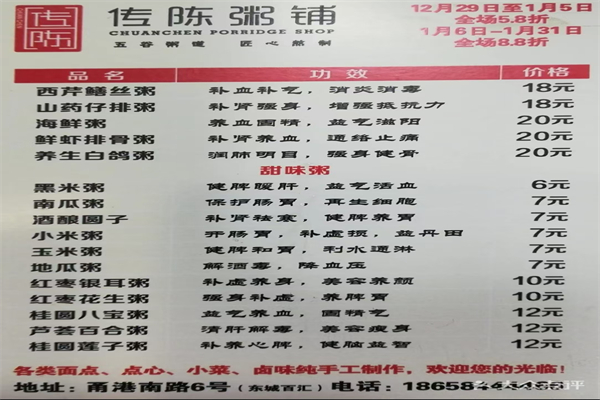 传陈
传陈粥铺
CHUANCHEN PORRIDGE SHOP
五谷粥道 匠心熬制
12月29日至1月5日
全场5.8折
1月6日-1月31日
全场8.8折
品名 功效 价格
西芹鳝丝粥 补血补气，消炎消毒 18元
山药仔排粥 补肾强身，增强抵抗力 18元
海鲜粥 养血固精，益气滋阴 20元
鲜虾排骨粥 补肾养血，通络止痛 20元
养生白鸽粥 润肺明目，强身健骨 20元
甜味粥
黑米粥 健脾暖肝，益气活血 6元
南瓜粥 保护肠胃，再生细胞 7元
酒酿圆子 补肾祛寒，健脾养胃 7元
小米粥 开肠胃，补虚损，益丹田 7元
玉米粥 健脾和胃，利水通淋 7元
地瓜粥 解酒毒，降血压 7元
红枣银耳粥 补虚养身，美容养颜 10元
红枣花生粥 强身补虚，养脾胃 10元
桂圆八宝粥 益气养血，固精气 12元
芦荟百合粥 清肝解毒，美容瘦身 12元
桂圆莲子粥 补养心脾，健脑益智 12元
各类面点、点心、小菜、卤味纯手工制作，欢迎您的光临！
地址：甬港南路6号（东城百汇） 电话：18658